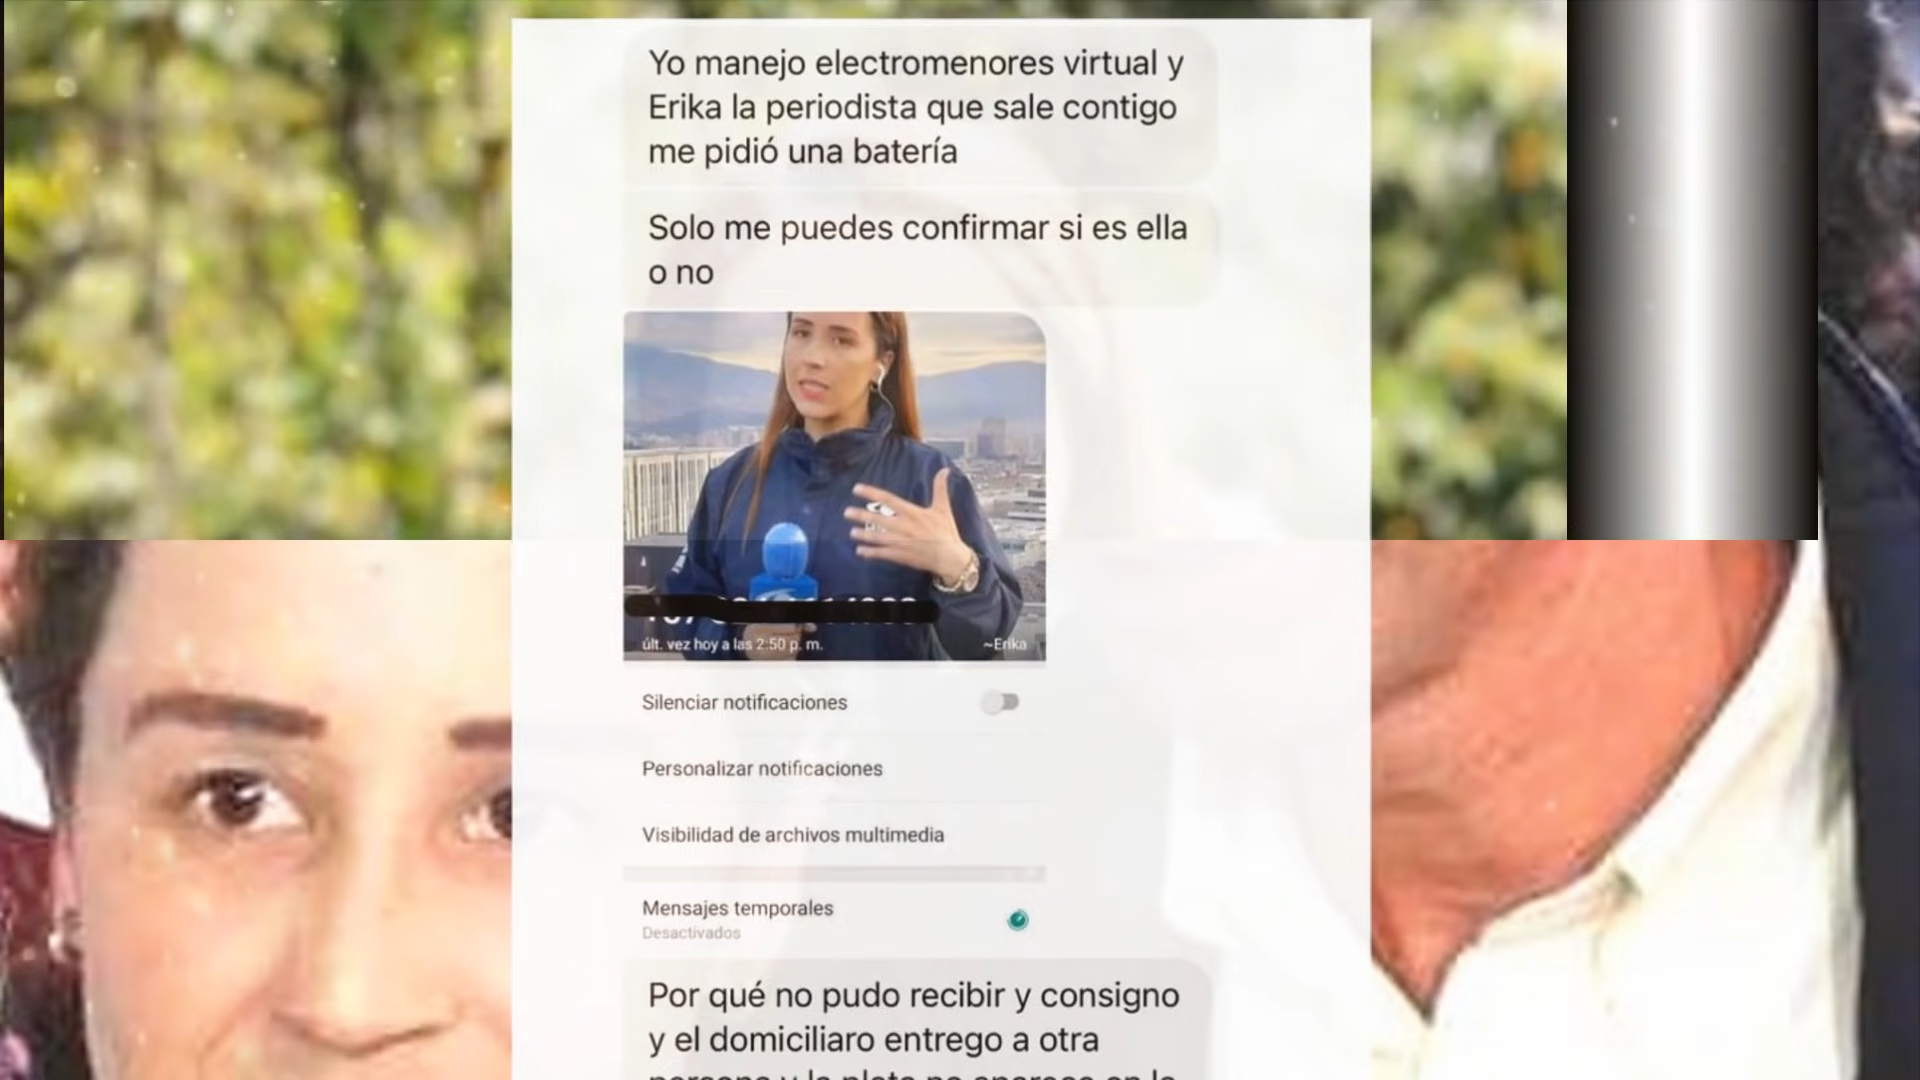 Yo manejo electromenores virtual y
Erika la periodista que sale contigo
me pidió una batería
Solo me puedes confirmar si es ella
o no
últ. vez hoy a las 2:50 p. m.
~Erika
Silenciar notificaciones
Personalizar notificaciones
Visibilidad de archivos multimedia
Mensajes temporales
Desactivados
Por qué no pudo recibir y consigno
y el domiciliaro entrego a otra